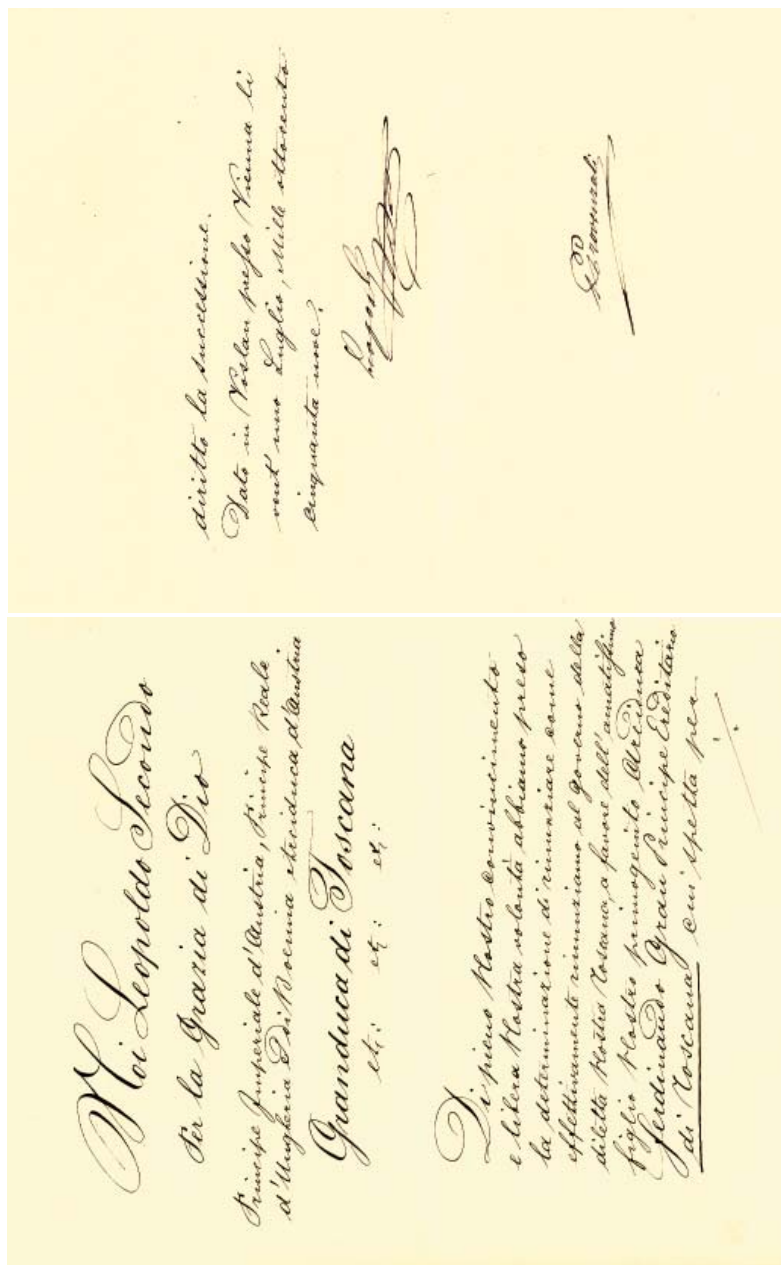 Noi Leopoldo Secondo
Per la Grazia di Dio
Principe Imperiale d'Austria, Principe Reale
d'Ungheria e di Boemia Arciduca d'Austria
Granduca di Toscana
etc: etc: etc:
Di pieno Nostro convincimento
e libera Nostra volontà abbiamo preso
la determinazione di rinunziare come
effettivamente rinunziamo al governo della
diletta Nostra Toscana, a favore dell'amatissimo
figlio Nostro primogenito Arciduca
Ferdinando Gran Principe Ereditario
di Toscana cui spetta per
diritto la successione.
Dato in Vöslau presso Vienna li
vent'uno Luglio, Mille ottocento
cinquanta nove.
Leopoldo